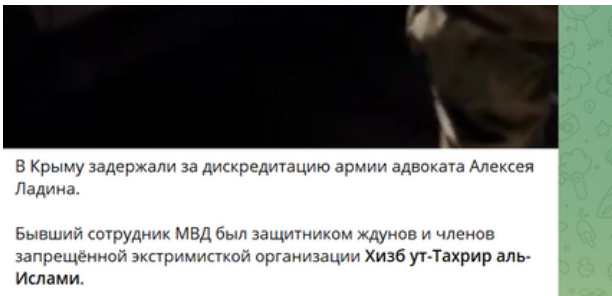 В Крыму задержали за дискредитацию армии адвоката Алексея
Ладина.
Бывший сотрудник МВД был защитником ждунов и членов
запрещённой экстримисткой организации Хизб ут-Тахрир аль-
Ислами.